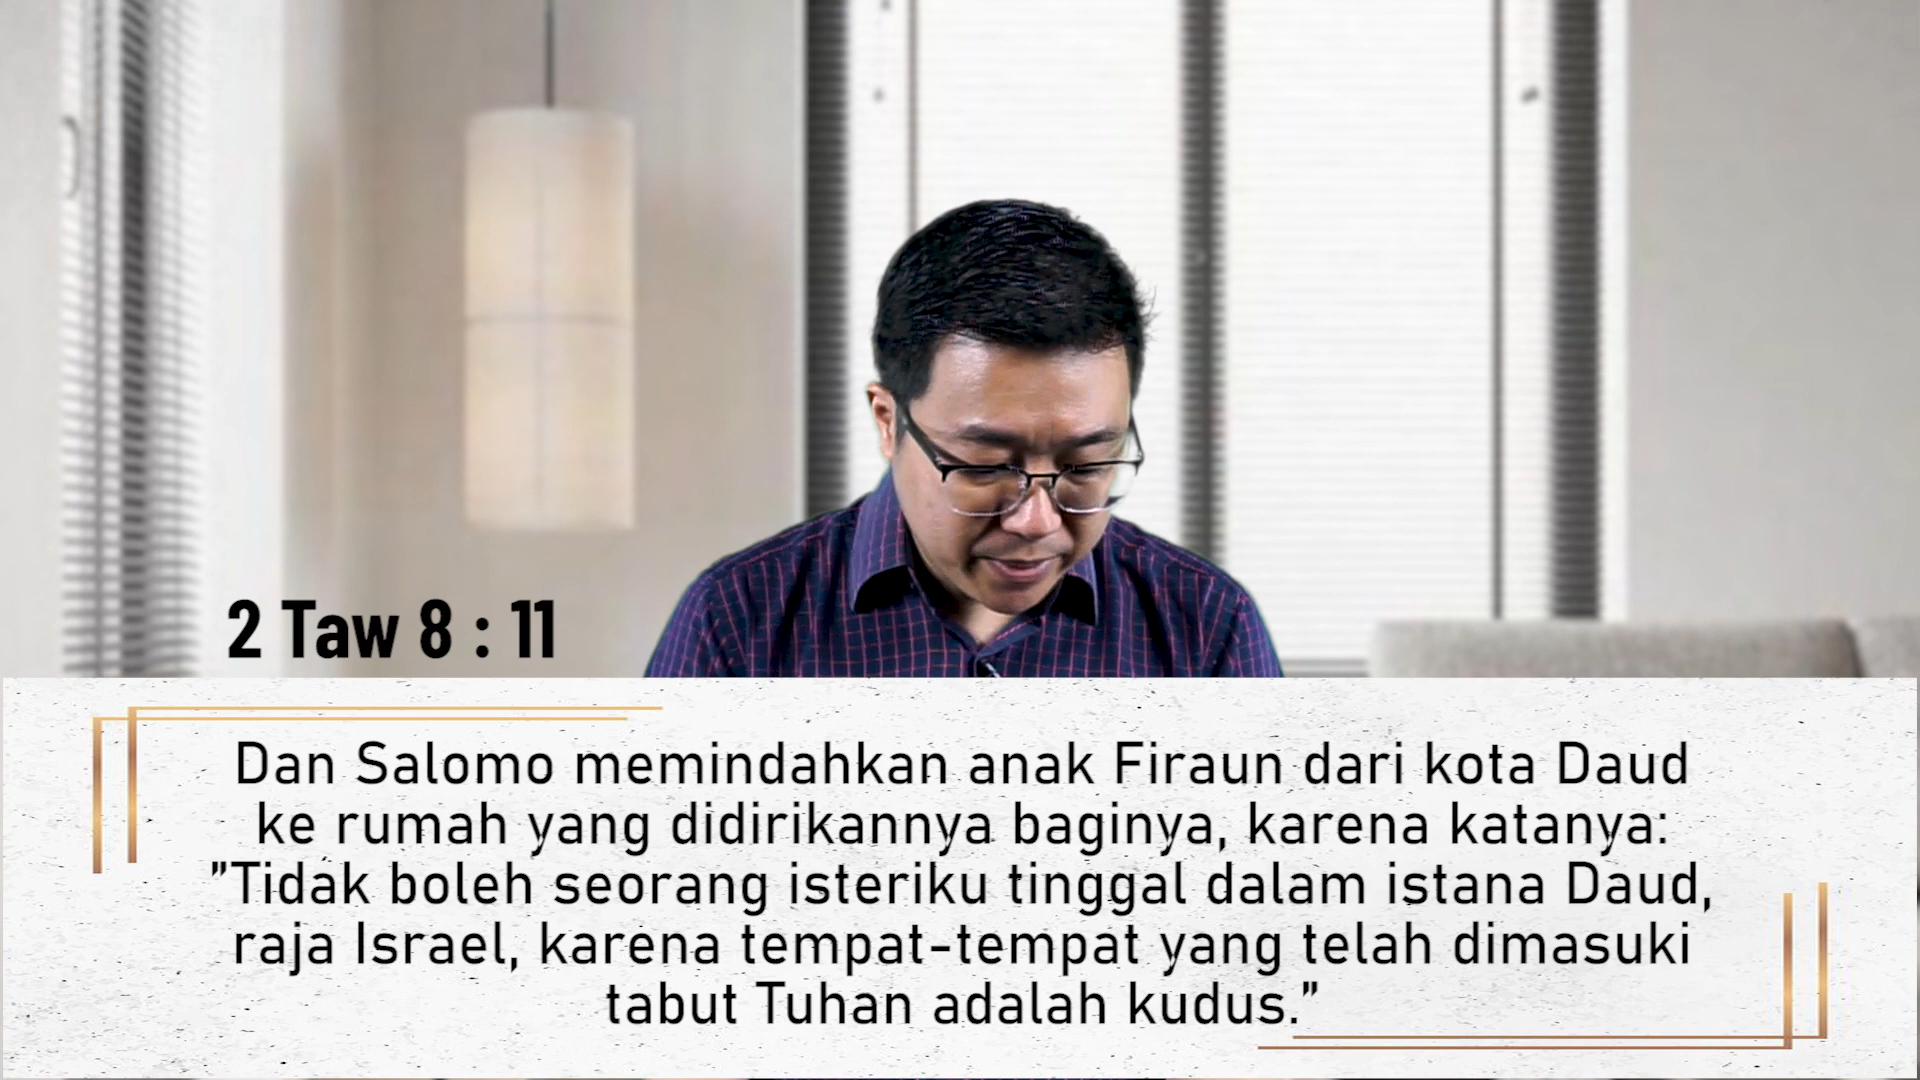 2 Taw 8 : 11
Dan Salomo memindahkan anak Firaun dari kota Daud
ke rumah yang didirikannya baginya, karena katanya:
"Tidak boleh seorang isteriku tinggal dalam istana Daud,
raja Israel, karena tempat-tempat yang telah dimasuki
tabut Tuhan adalah kudus."